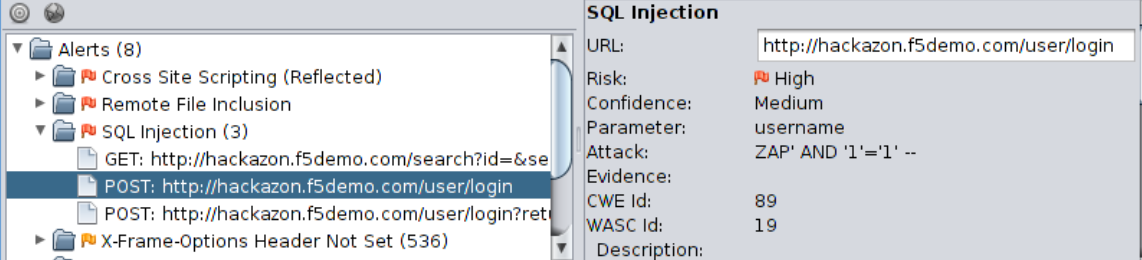 Alerts (8)
Cross Site Scripting (Reflected)
Remote File Inclusion
SQL Injection (3)
GET: http://hackazon.f5demo.com/search?id=&se
POST: http://hackazon.f5demo.com/user/login
POST: http://hackazon.f5demo.com/user/login?retu
X-Frame-Options Header Not Set (536)
SQL Injection
URL: http://hackazon.f5demo.com/user/login
Risk: High
Confidence: Medium
Parameter: username
Attack: ZAP' AND '1'='1' --
Evidence:
CWE Id: 89
WASC Id: 19
Description: